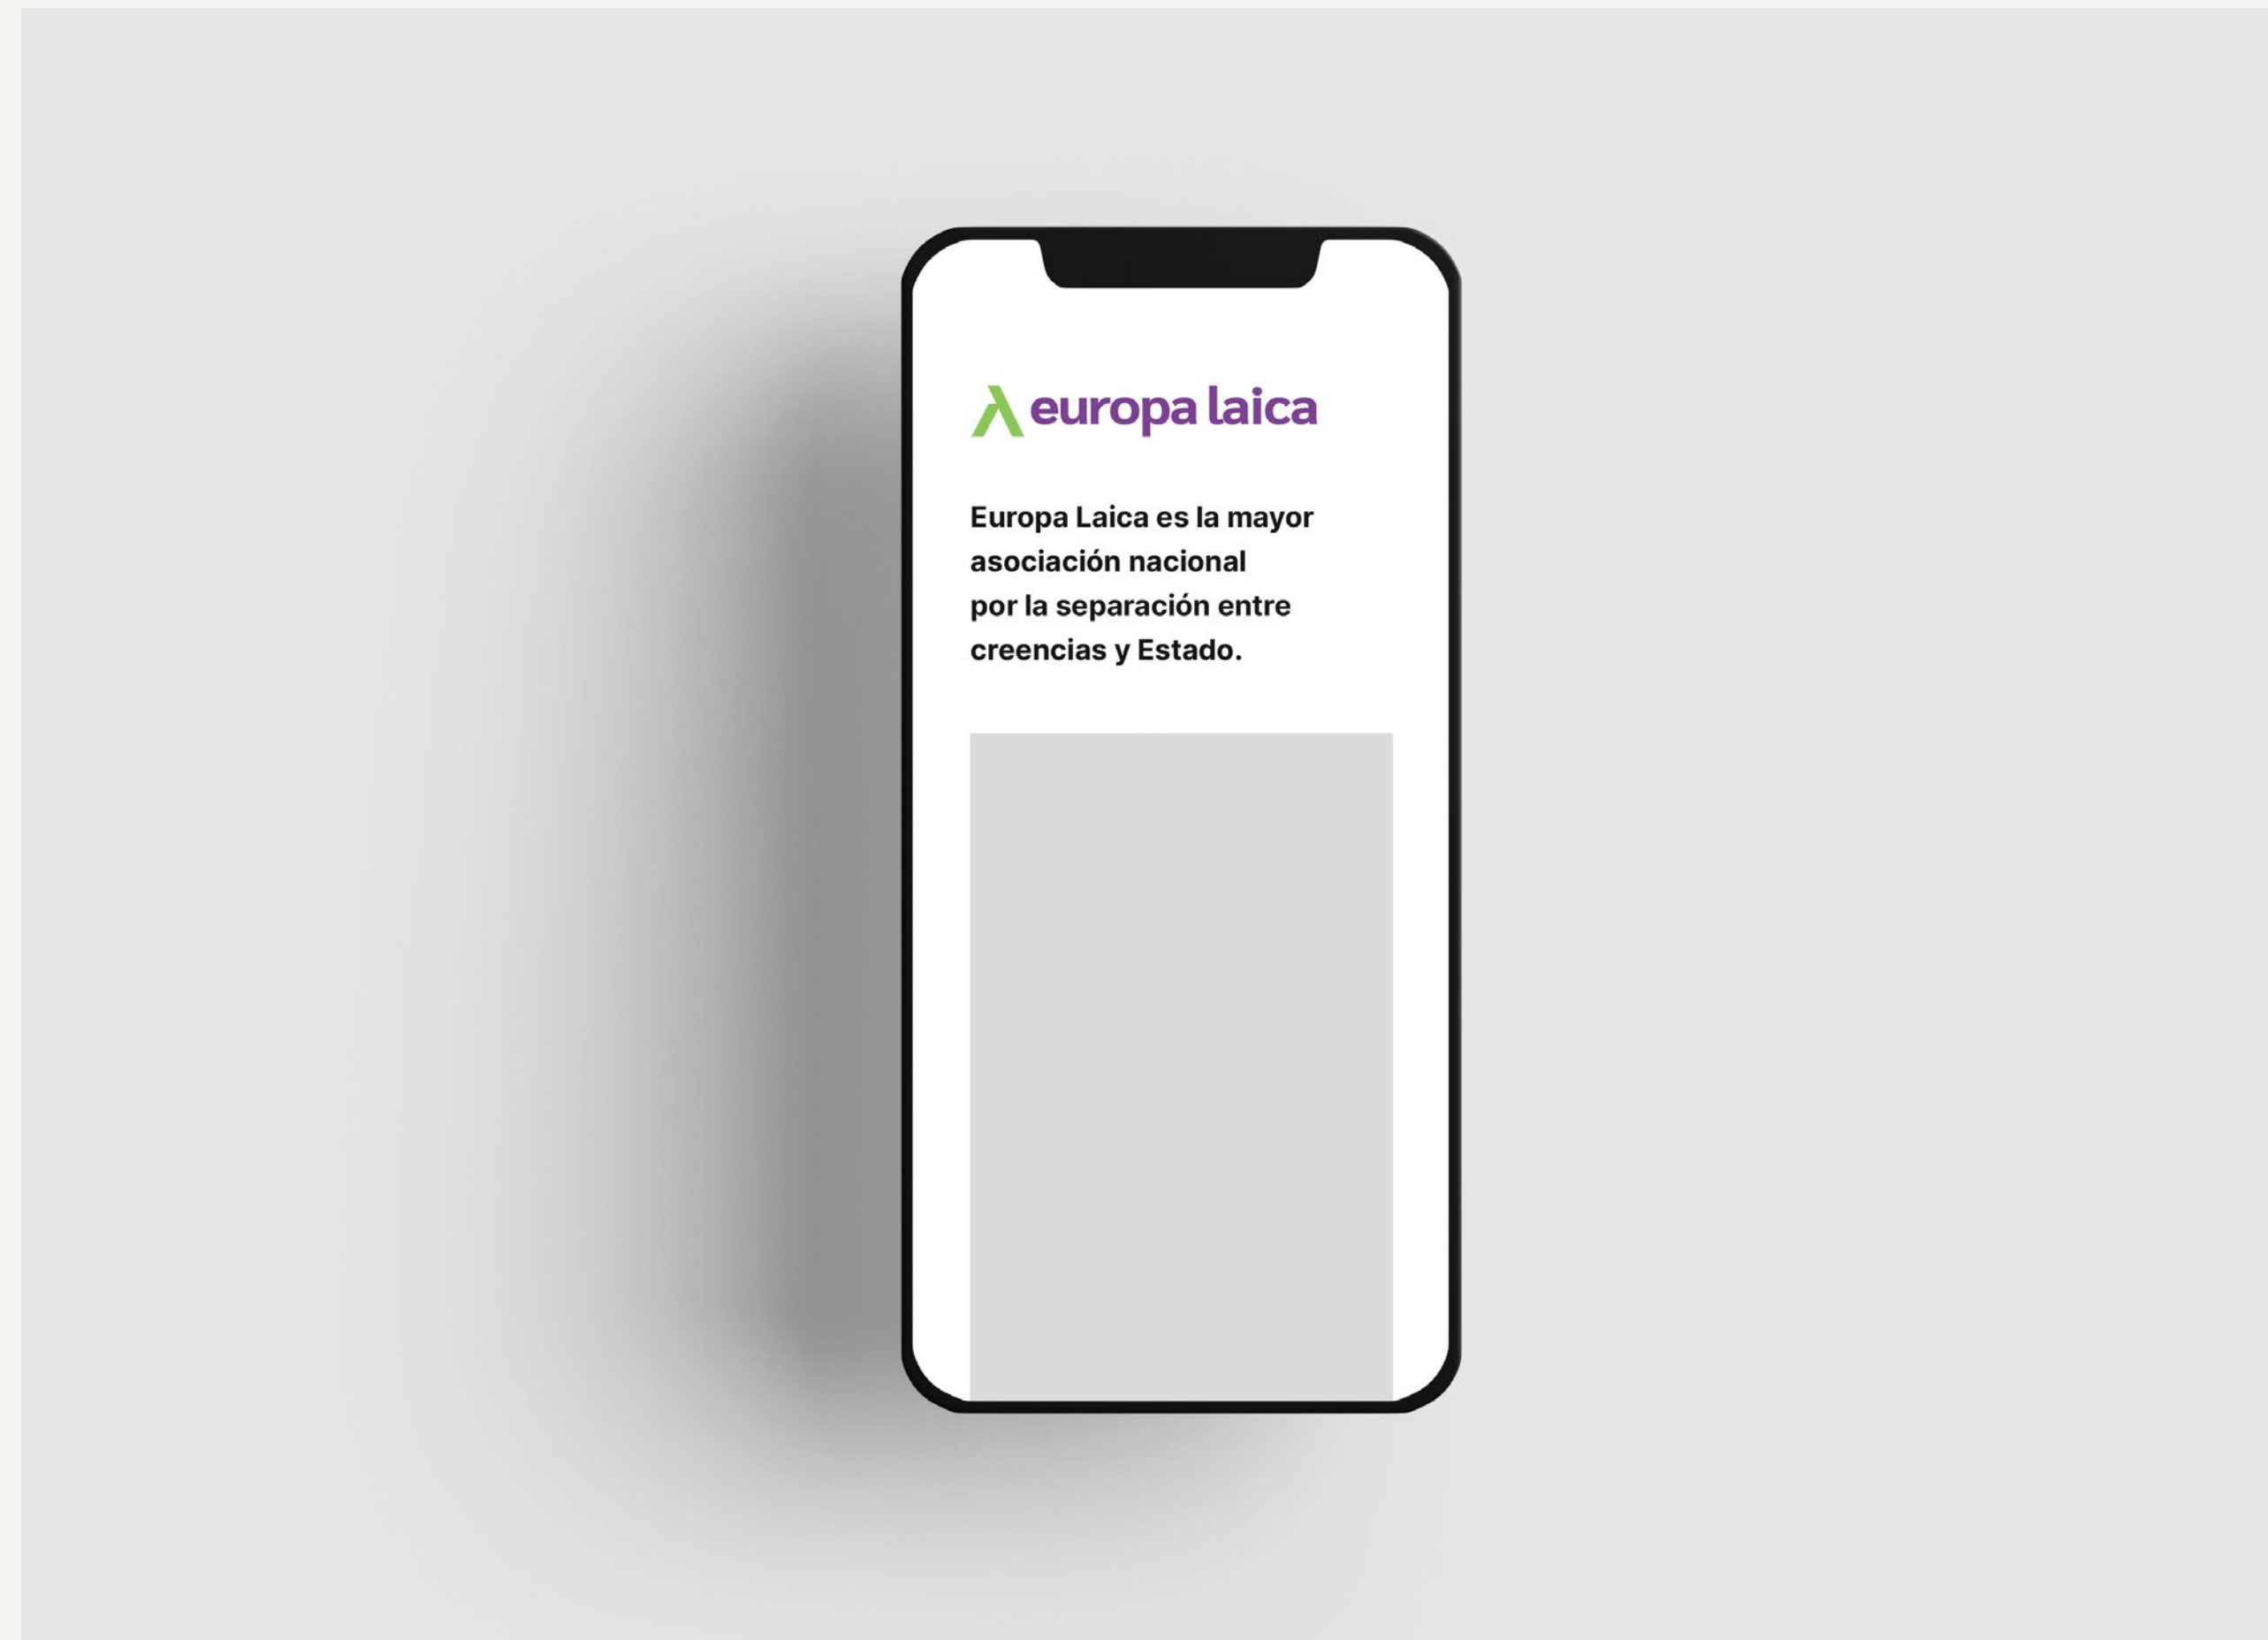 λ europa laica
Europa Laica es la mayor
asociación nacional
por la separación entre
creencias y Estado.